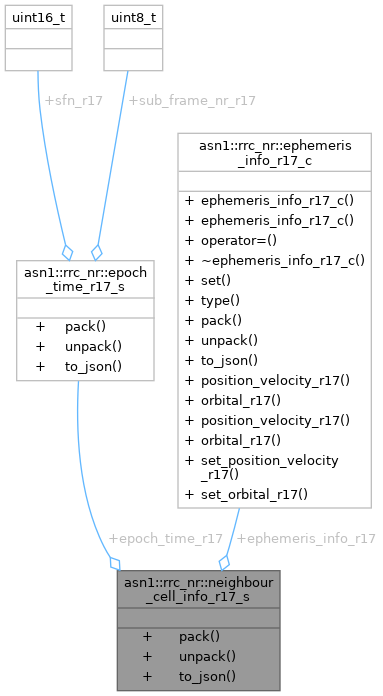 uint16_t
uint8_t
+sfn_r17
+sub_frame_nr_r17
asn1::rrc_nr::ephemeris
_info_r17_c
+ ephemeris_info_r17_c()
+ ephemeris_info_r17_c()
+ operator=()
+ ~ephemeris_info_r17_c()
+ set()
+ type()
+ pack()
+ unpack()
+ to_json()
+ position_velocity_r17()
+ orbital_r17()
+ position_velocity_r17()
+ orbital_r17()
+ set_position_velocity
_r17()
+ set_orbital_r17()
asn1::rrc_nr::epoch
_time_r17_s
+ pack()
+ unpack()
+ to_json()
+epoch_time_r17
+ephemeris_info_r17
asn1::rrc_nr::neighbour
_cell_info_r17_s
+ pack()
+ unpack()
+ to_json()